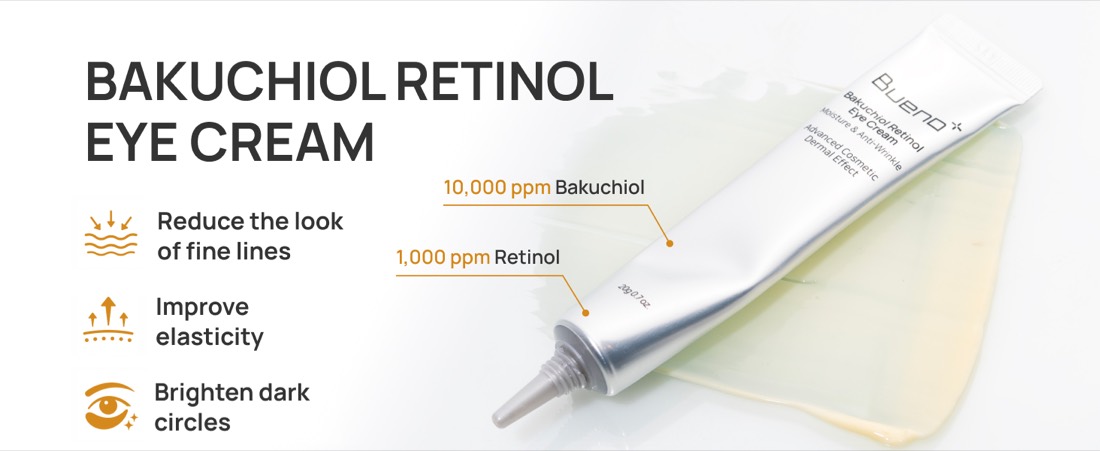 BAKUCHIOL RETINOL
EYE CREAM
Reduce the look
of fine lines
Improve
elasticity
Brighten dark
circles
10,000 ppm Bakuchiol
1,000 ppm Retinol
Bueno
Bakuchiol Retinol
Eye Cream
Moisture & Anti-Wrinkle
Advanced Cosmetic
Dermal Effect
20g 0.7 oz.